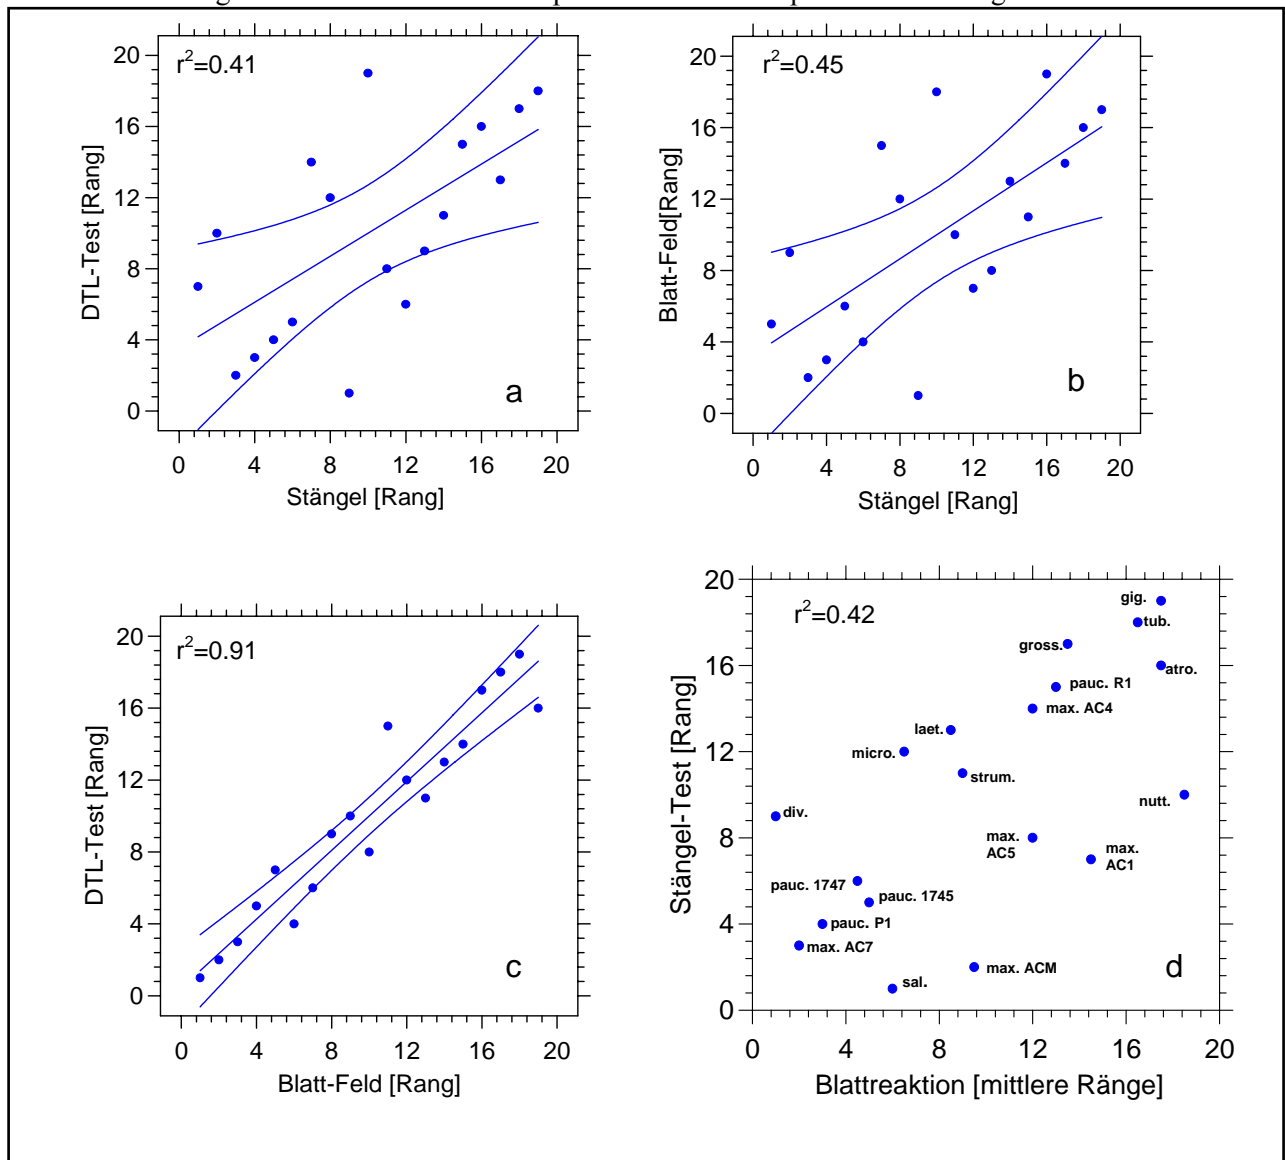 r²=0.41
20
16
12
8
4
0
DTL-Test [Rang]
a
0 4 8 12 16 20
Stängel [Rang]
r²=0.45
20
16
12
8
4
0
Blatt-Feld[Rang]
b
0 4 8 12 16 20
Stängel [Rang]
r²=0.91
20
16
12
8
4
0
DTL-Test [Rang]
c
0 4 8 12 16 20
Blatt-Feld [Rang]
r²=0.42
20
16
12
8
4
0
Stängel-Test [Rang]
gig.
tub.
gross.
atro.
pauc. R1
max. AC4
laet.
micro.
strum.
nutt.
div.
max.
AC5
max.
AC1
pauc. 1747
pauc. 1745
pauc. P1
max. AC7
max. ACM
sal.
d
0 4 8 12 16 20
Blattreaktion [mittlere Ränge]